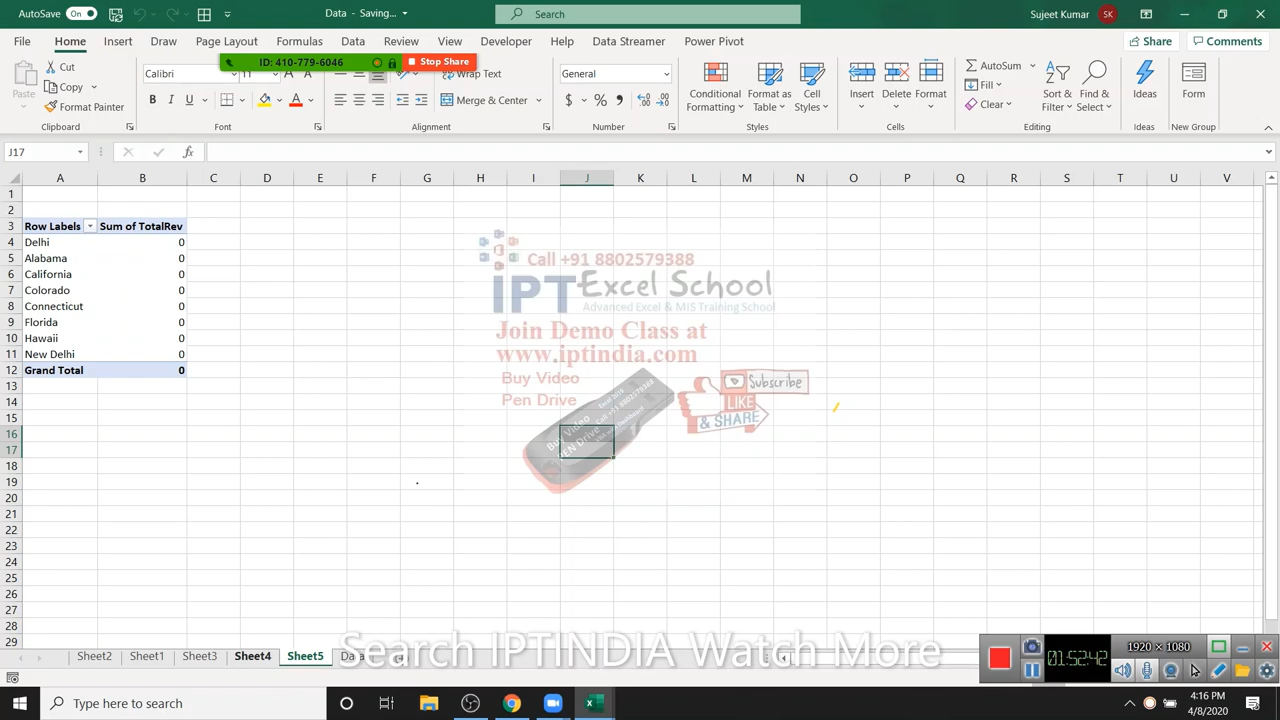 AutoSave On
Data - Saving...
Search
Sujeet Kumar SK
File Home Insert Draw Page Layout Formulas Data Review View Developer Help Data Streamer Power Pivot
Share Comments
ID: 410-779-6046 Stop Share
Paste
Cut
Copy
Format Painter
Clipboard
Calibri 11
B I U
Font
Wrap Text
Merge & Center
Alignment
General
$ % ,
Number
Conditional Formatting
Format as Table
Cell Styles
Styles
Insert Delete Format
Cells
AutoSum
Fill
Clear
Sort & Filter
Find & Select
Editing
Ideas
Ideas
Form
New Group
J17
fx
A B C D E F G H I J K L M N O P Q R S T U V
1
2
3 Row Labels Sum of TotalRev
4 Delhi 0
5 Alabama 0
6 California 0
7 Colorado 0
8 Connecticut 0
9 Florida 0
10 Hawaii 0
11 New Delhi 0
12 Grand Total 0
13
14
15
16
17
18
19
20
21
22
23
24
25
26
27
28
29
Call +91 8802579388
IPT Excel School
Advanced Excel & MIS Training School
Join Demo Class at
www.iptindia.com
Buy Video
Pen Drive
Buy Video
PEN Drive
Subscribe
LIKE
& SHARE
Search IPTINDIA Watch More
Sheet2 Sheet1 Sheet3 Sheet4 Sheet5
01:52:42
1920 × 1080
Type here to search
4:16 PM
4/8/2020